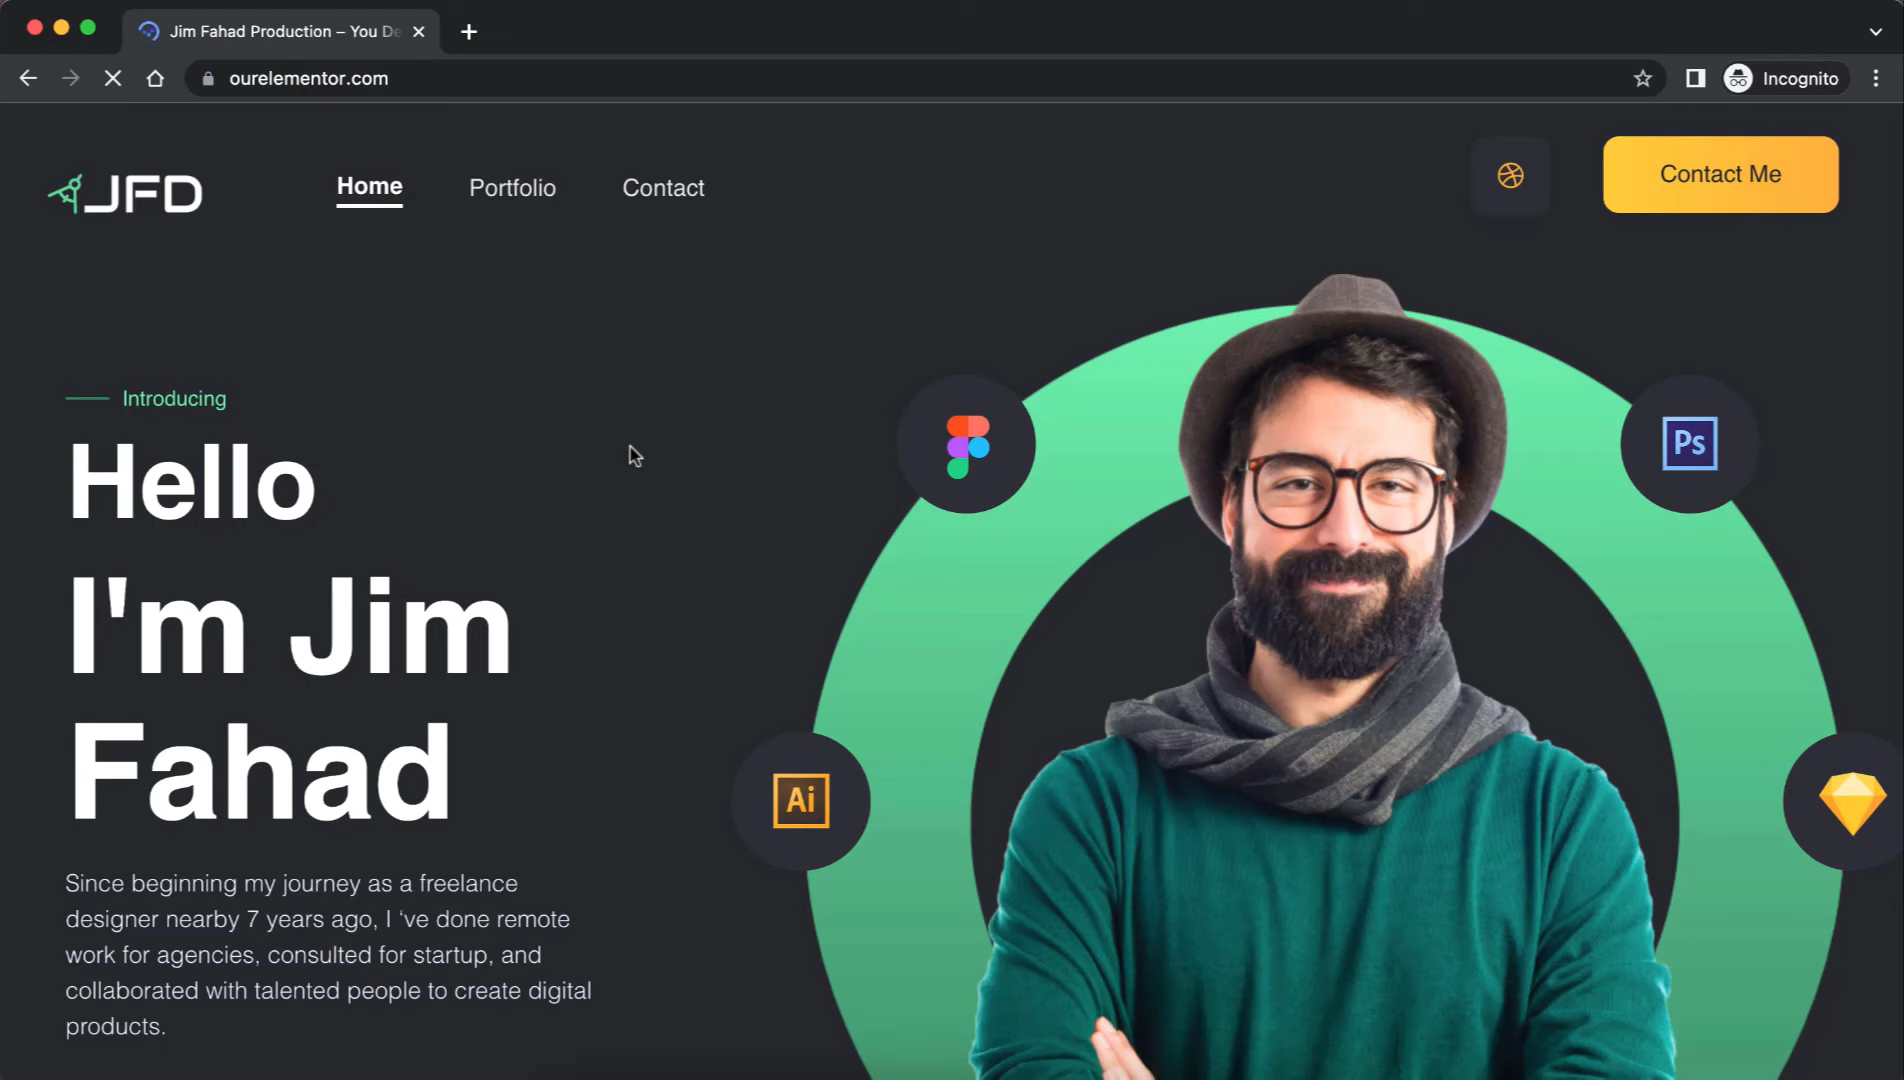 Jim Fahad Production – You De
ourelementor.com
Incognito
JFD
Home
Portfolio
Contact
Contact Me
Introducing
Hello
I'm Jim
Fahad
Since beginning my journey as a freelance
designer nearby 7 years ago, I ‘ve done remote
work for agencies, consulted for startup, and
collaborated with talented people to create digital
products.
Ps
Ai